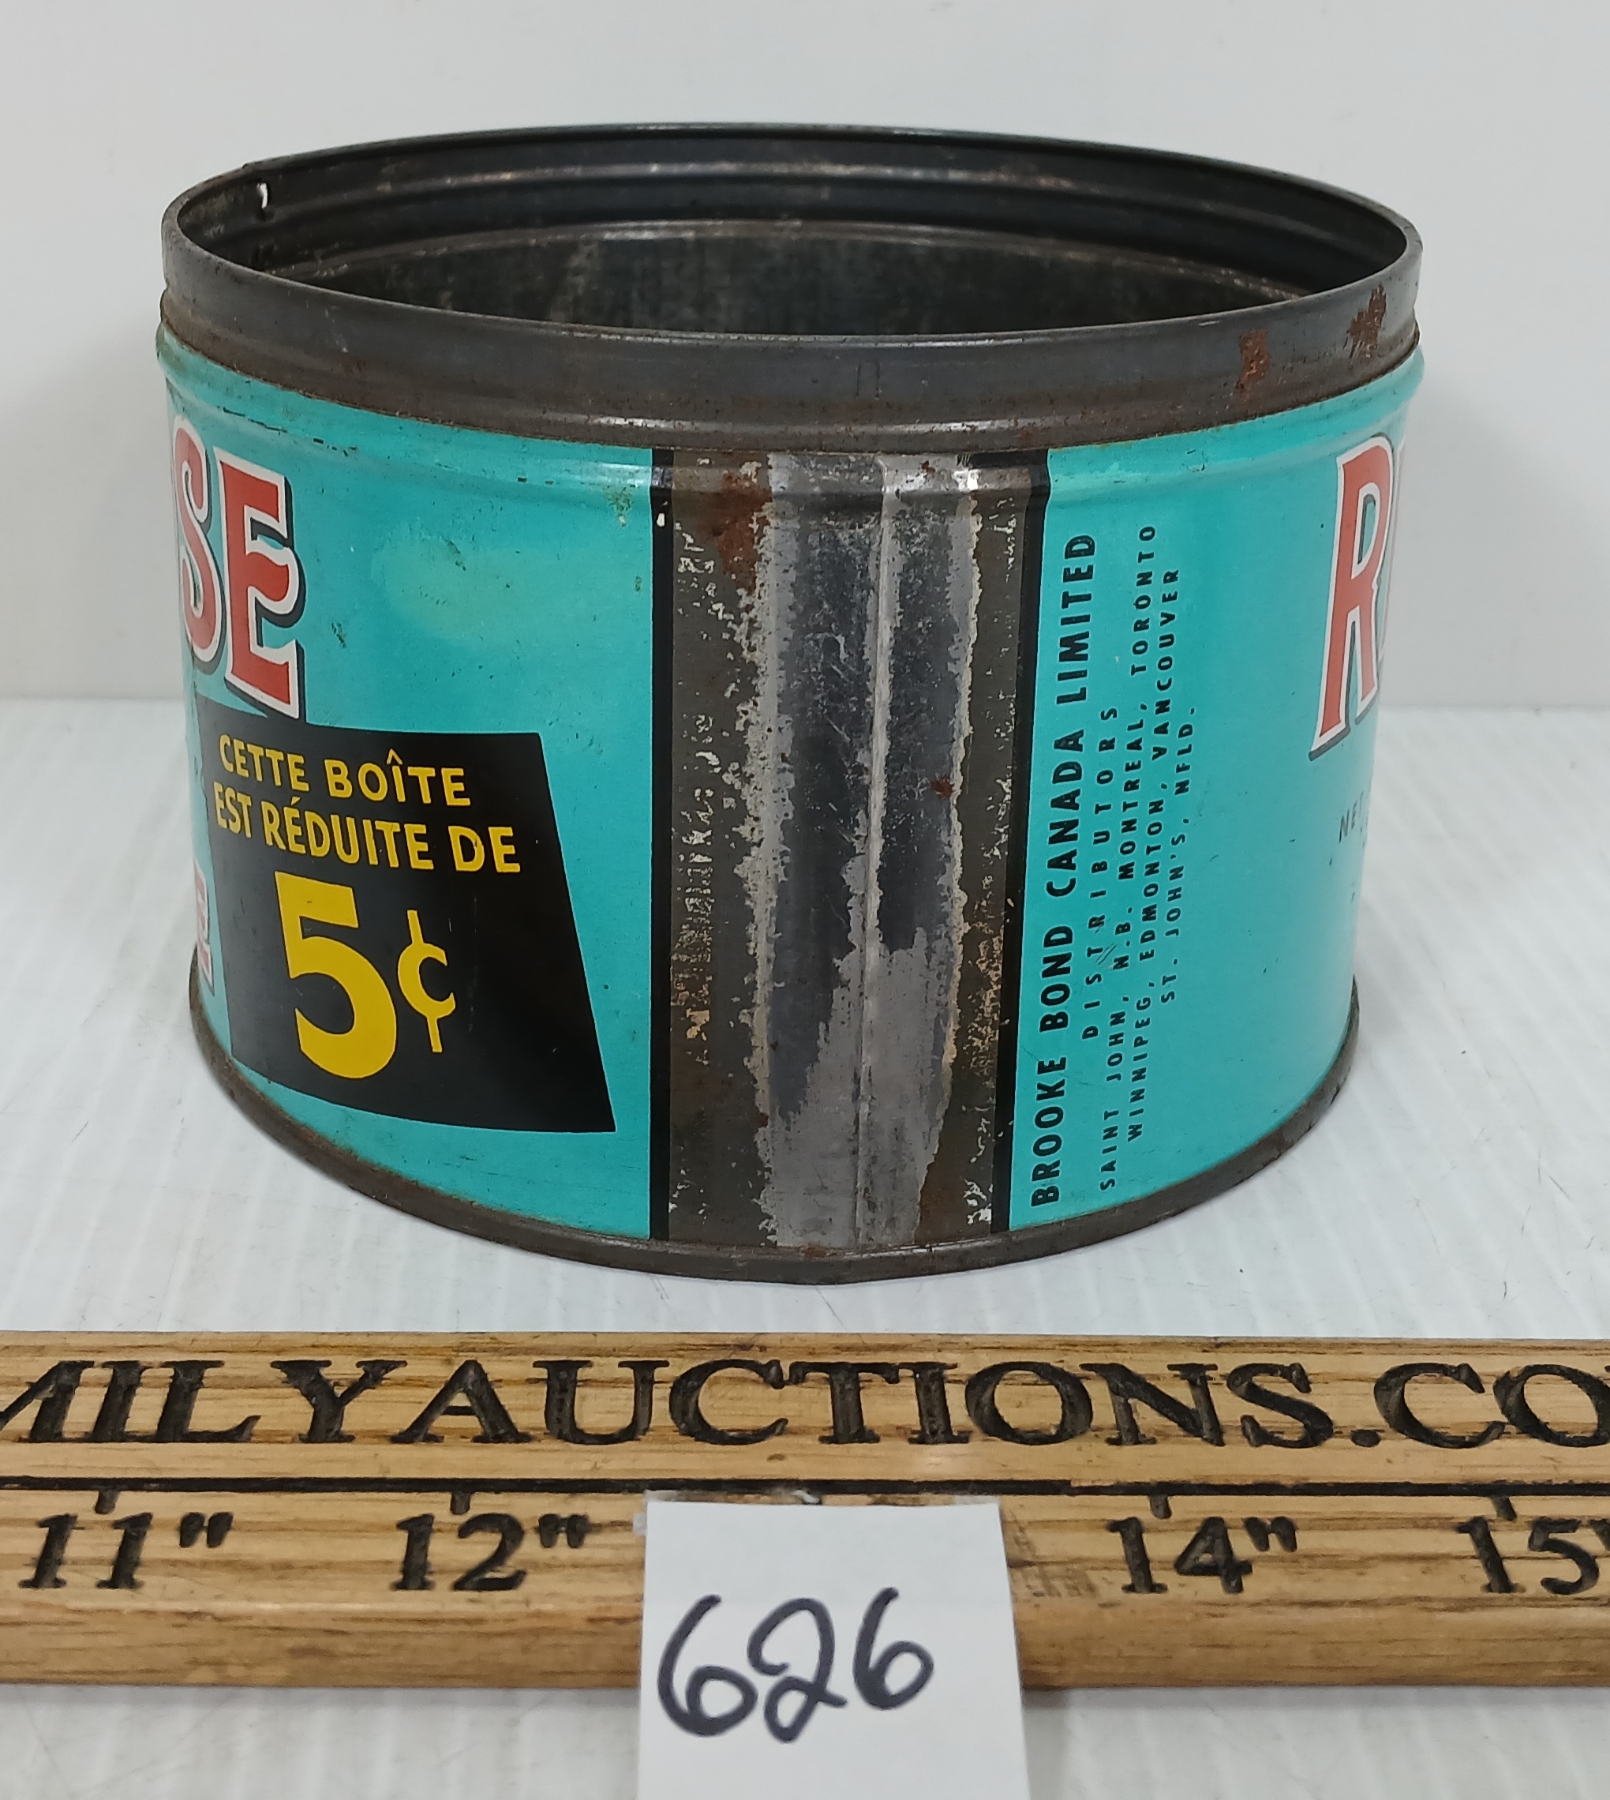 SE
CETTE BOÎTE
EST RÉDUITE DE
5¢
E
BROOKE BOND CANADA LIMITED
DISTRIBUTORS
SAINT JOHN, N.B. MONTREAL, TORONTO
WINNIPEG, EDMONTON, VANCOUVER
ST. JOHN'S, NFLD.
R
NE
MILYAUCTIONS.CO
11" 12" 14" 15"
626